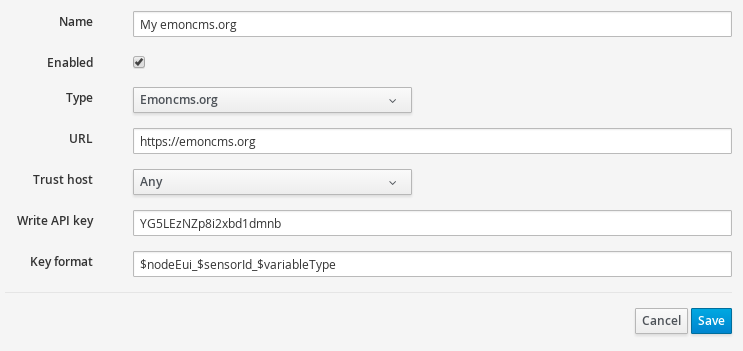 Name My emoncms.org
Enabled
Type Emoncms.org
URL https://emoncms.org
Trust host Any
Write API key YG5LEzNZp8i2xbd1dmnb
Key format $nodeEui_$sensorId_$variableType
Cancel Save